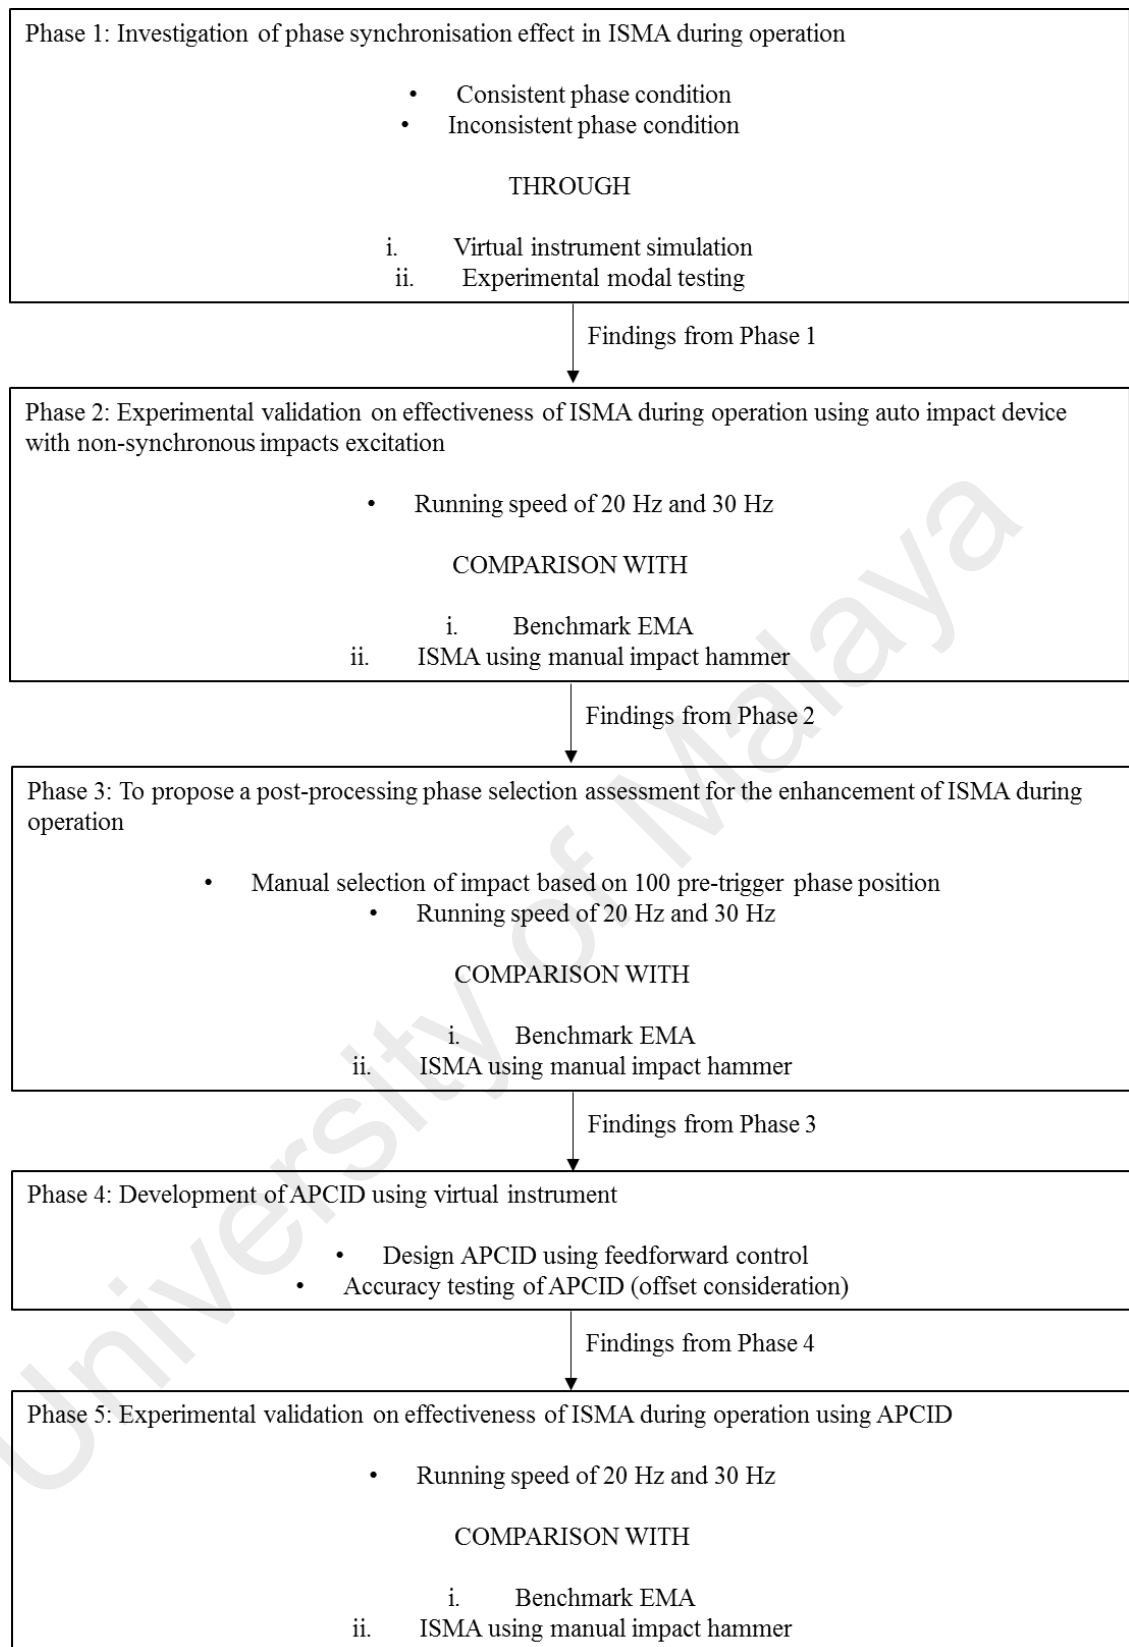 Phase 1: Investigation of phase synchronisation effect in ISMA during operation
• Consistent phase condition
• Inconsistent phase condition
THROUGH
i. Virtual instrument simulation
ii. Experimental modal testing
Findings from Phase 1
Phase 2: Experimental validation on effectiveness of ISMA during operation using auto impact device
with non-synchronous impacts excitation
• Running speed of 20 Hz and 30 Hz
COMPARISON WITH
i. Benchmark EMA
ii. ISMA using manual impact hammer
Findings from Phase 2
Phase 3: To propose a post-processing phase selection assessment for the enhancement of ISMA during
operation
• Manual selection of impact based on 100 pre-trigger phase position
• Running speed of 20 Hz and 30 Hz
COMPARISON WITH
i. Benchmark EMA
ii. ISMA using manual impact hammer
Findings from Phase 3
Phase 4: Development of APCID using virtual instrument
• Design APCID using feedforward control
• Accuracy testing of APCID (offset consideration)
Findings from Phase 4
Phase 5: Experimental validation on effectiveness of ISMA during operation using APCID
• Running speed of 20 Hz and 30 Hz
COMPARISON WITH
i. Benchmark EMA
ii. ISMA using manual impact hammer
University of Malaya